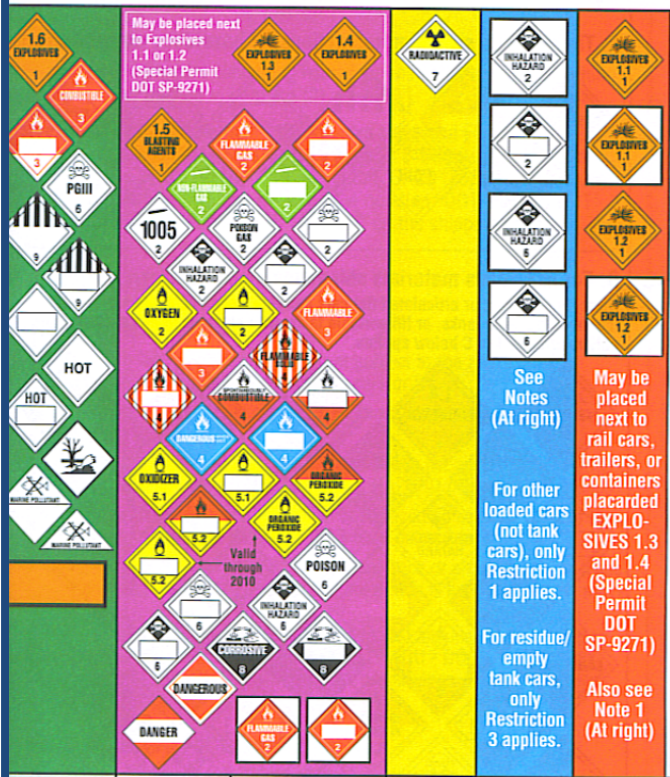 1.6
EXPLOSIVES
1
COMBUSTIBLE
3
3
PGIII
6
9
9
HOT
HOT
MARINE POLLUTANT
MARINE POLLUTANT
May be placed next
to Explosives
1.1 or 1.2
(Special Permit
DOT SP-9271)
EXPLOSIVES
1.3
1
1.4
EXPLOSIVES
1
1.5
BLASTING
AGENTS
1
FLAMMABLE
GAS
2
2
NON-FLAMMABLE
GAS
2
2
1005
2
POISON
GAS
2
2
INHALATION
HAZARD
2
2
OXYGEN
2
2
FLAMMABLE
3
3
FLAMMABLE
SOLID
SPONTANEOUSLY
COMBUSTIBLE
4
4
DANGEROUS
4
4
OXIDIZER
5.1
5.1
ORGANIC
PEROXIDE
5.2
5.2
ORGANIC
PEROXIDE
5.2
5.2
Valid
through
2010
POISON
6
6
INHALATION
HAZARD
6
6
CORROSIVE
8
8
DANGEROUS
DANGER
FLAMMABLE
GAS
2
2
RADIOACTIVE
7
INHALATION
HAZARD
2
2
INHALATION
HAZARD
6
6
See
Notes
(At right)
For other
loaded cars
(not tank
cars), only
Restriction
1 applies.
For residue/
empty
tank cars,
only
Restriction
3 applies.
EXPLOSIVES
1.1
1
EXPLOSIVES
1.1
1
EXPLOSIVES
1.2
1
EXPLOSIVES
1.2
1
May be
placed
next to
rail cars,
trailers, or
containers
placarded
EXPLO-
SIVES 1.3
and 1.4
(Special
Permit
DOT
SP-9271)
Also see
Note 1
(At right)